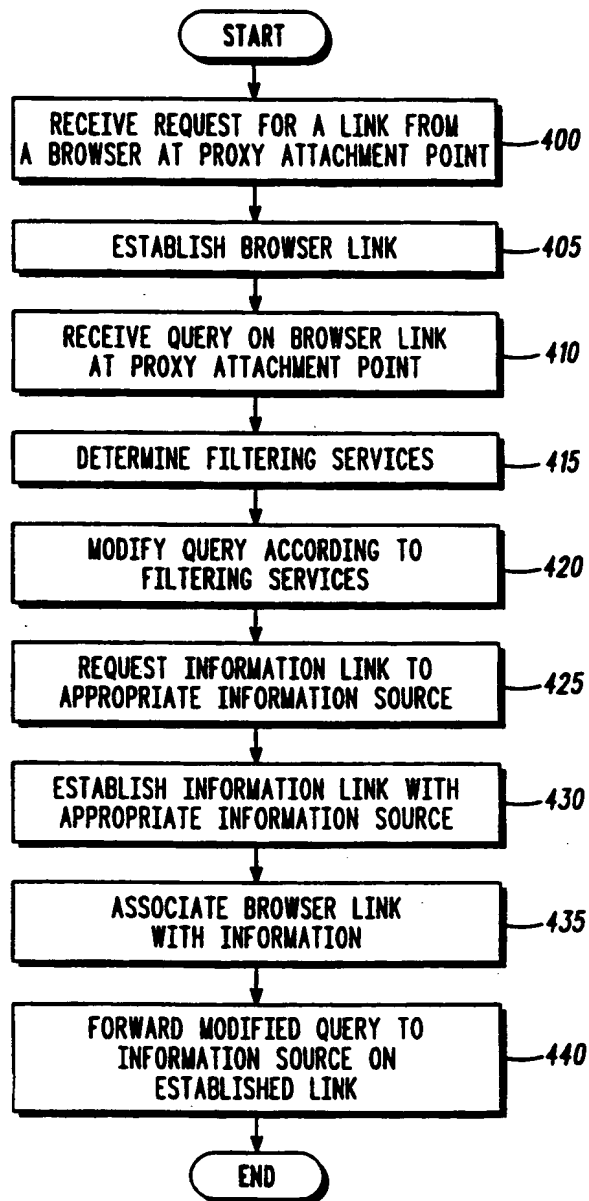 START
RECEIVE REQUEST FOR A LINK FROM
A BROWSER AT PROXY ATTACHMENT POINT
400
ESTABLISH BROWSER LINK
405
RECEIVE QUERY ON BROWSER LINK
AT PROXY ATTACHMENT POINT
410
DETERMINE FILTERING SERVICES
415
MODIFY QUERY ACCORDING TO
FILTERING SERVICES
420
REQUEST INFORMATION LINK TO
APPROPRIATE INFORMATION SOURCE
425
ESTABLISH INFORMATION LINK WITH
APPROPRIATE INFORMATION SOURCE
430
ASSOCIATE BROWSER LINK
WITH INFORMATION
435
FORWARD MODIFIED QUERY TO
INFORMATION SOURCE ON
ESTABLISHED LINK
440
END